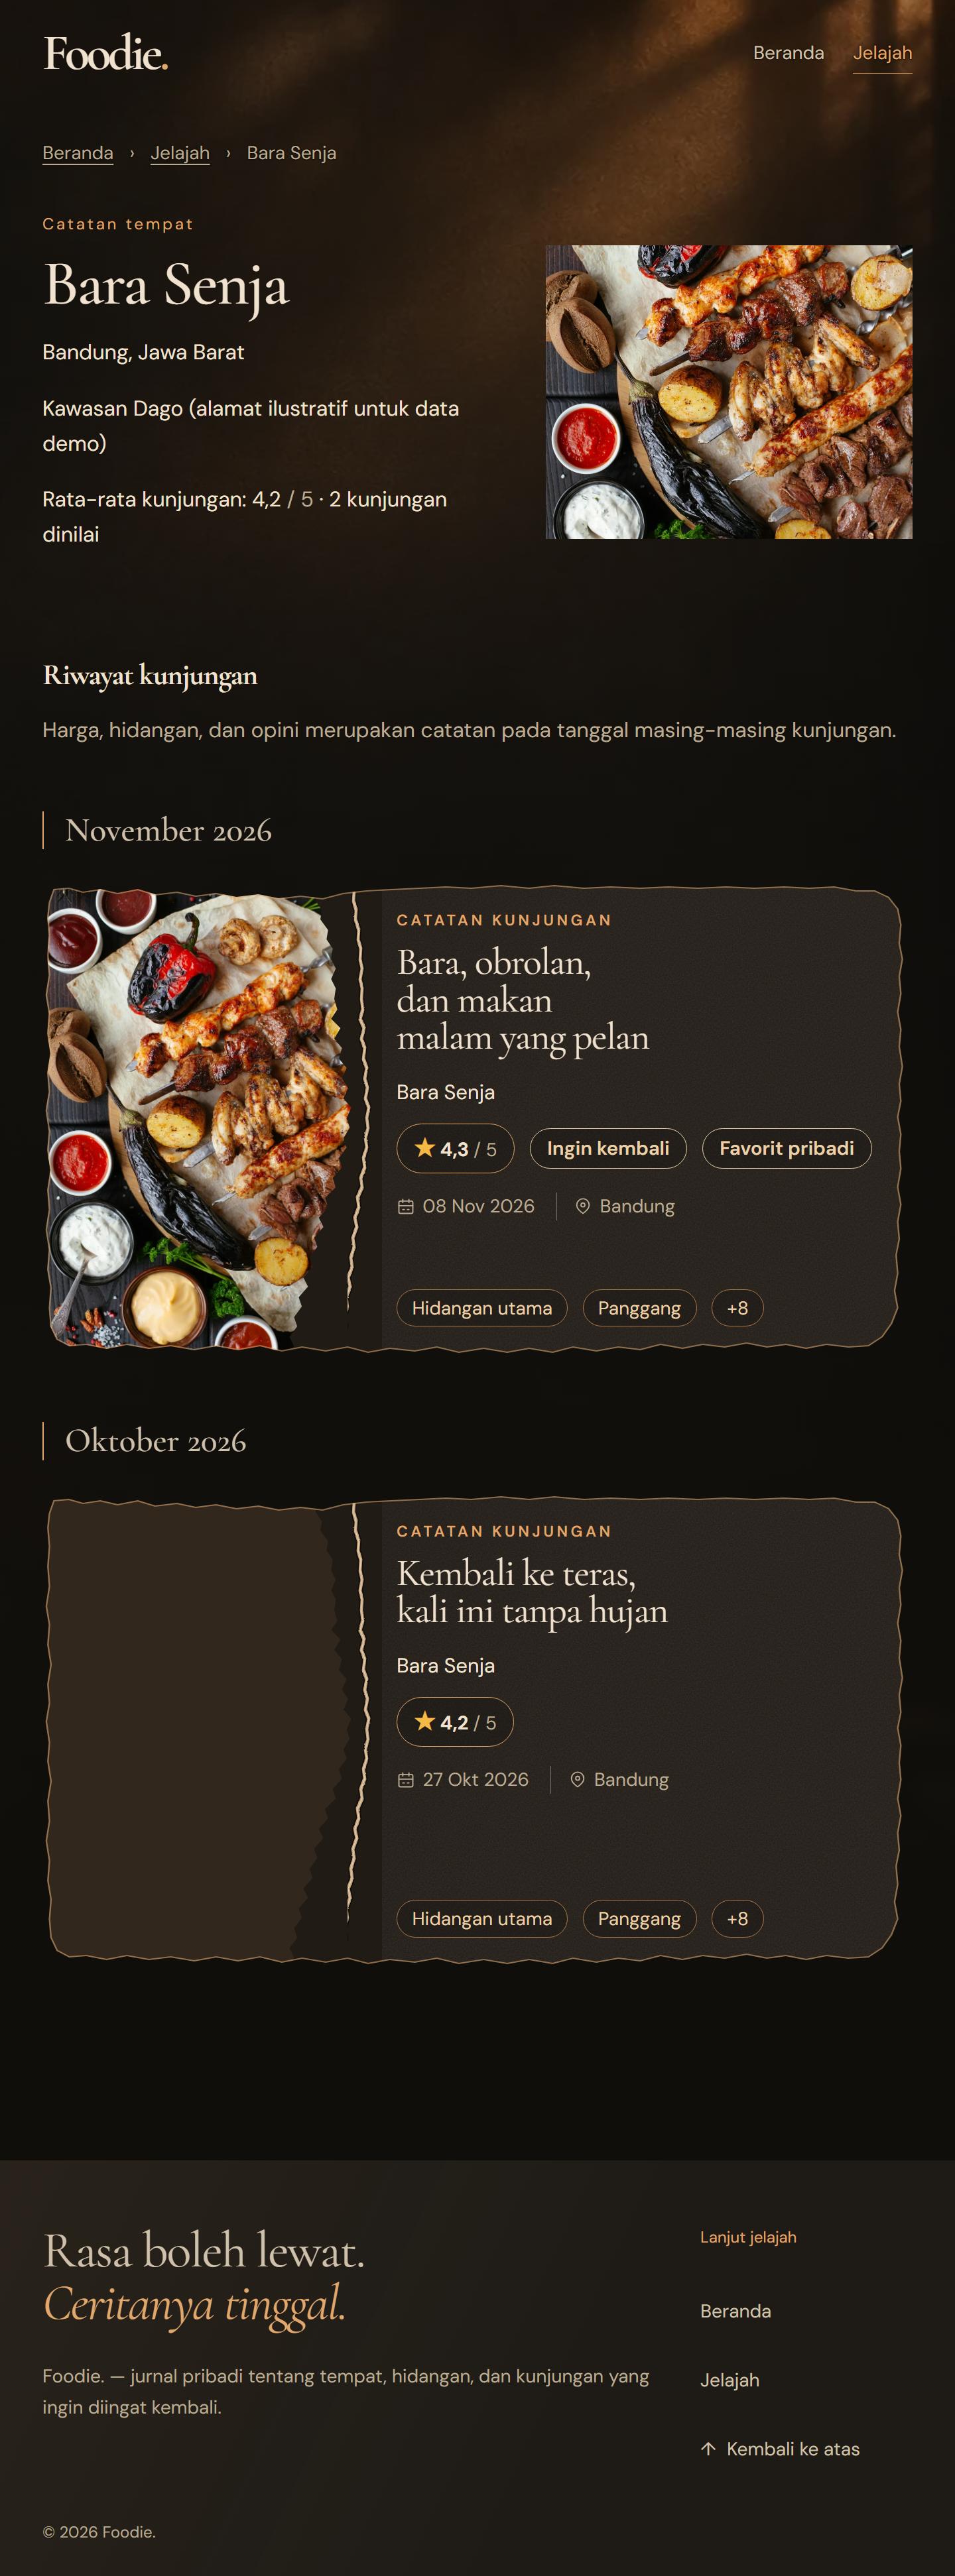 Foodie.
Beranda
Jelajah
Beranda › Jelajah › Bara Senja
Catatan tempat
Bara Senja
Bandung, Jawa Barat
Kawasan Dago (alamat ilustratif untuk data
demo)
Rata-rata kunjungan: 4,2 / 5 · 2 kunjungan
dinilai
Riwayat kunjungan
Harga, hidangan, dan opini merupakan catatan pada tanggal masing-masing kunjungan.
November 2026
CATATAN KUNJUNGAN
Bara, obrolan,
dan makan
malam yang pelan
Bara Senja
4,3 / 5
Ingin kembali
Favorit pribadi
08 Nov 2026
Bandung
Hidangan utama
Panggang
+8
Oktober 2026
CATATAN KUNJUNGAN
Kembali ke teras,
kali ini tanpa hujan
Bara Senja
4,2 / 5
27 Okt 2026
Bandung
Hidangan utama
Panggang
+8
Rasa boleh lewat.
Ceritanya tinggal.
Foodie. — jurnal pribadi tentang tempat, hidangan, dan kunjungan yang
ingin diingat kembali.
Lanjut jelajah
Beranda
Jelajah
↑ Kembali ke atas
© 2026 Foodie.